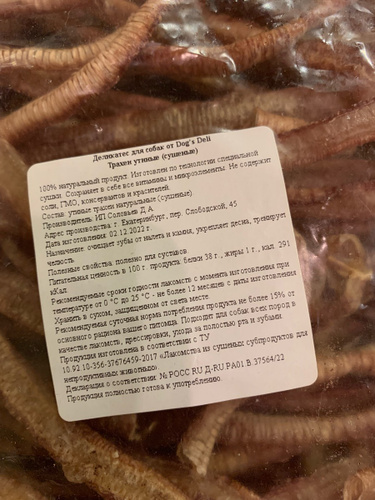 Деликатес для собак от Dog's Deli
Трахеи утиные (сушеные)
100% натуральный продукт. Изготовлен по технологии специальной
сушки. Сохраняет в себе все витамины и микроэлементы. Не содержит
соли, ГМО, консервантов и красителей.
Состав: утиные трахеи натуральные (сушеные)
Производитель: ИП Соловьев Д.А.
Адрес производства: г. Екатеринбург, пер. Слободской, 45
Дата изготовления: 02.12.2022 г.
Назначение: очищает зубы от налета и камня, укрепляет десна, тренирует
челюсть.
Полезные свойства: полезно для суставов
Питательная ценность в 100 г. продукта: белки 38 г., жиры 1 г., кал. 291
кКал.
Рекомендуемые сроки годности лакомств с момента изготовления при
температуре от 0 °С до 25 °С - не более 12 месяцев с даты изготовления
Хранить в сухом, защищенном от света месте.
Рекомендуемая суточная норма потребления продукта не более 15% от
основного рациона вашего питомца. Подходит для собак всех пород в
качестве лакомств, дрессировки, ухода за полостью рта и зубами.
Продукция изготовлена в соответствии с ТУ
10.92.10-356-37676459-2017 «Лакомства из сушеных субпродуктов для
непродуктивных животных»
Декларация о соответствии: № РОСС RU Д-RU.РА01.В.37564/22
Продукция полностью готова к употреблению.